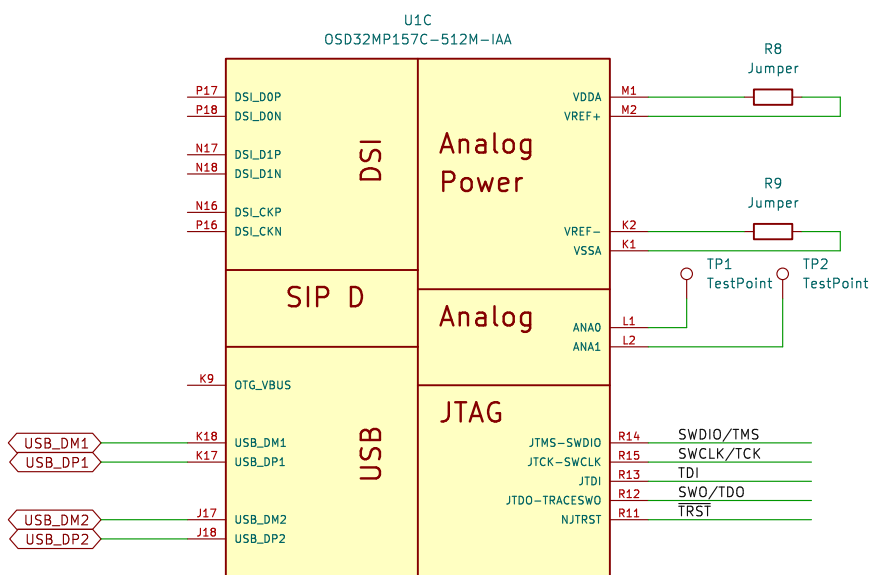 U1C
OSD32MP157C-512M-IAA
R8
Jumper
P17 DSI_D0P
P18 DSI_D0N
N17 DSI_D1P
N18 DSI_D1N
N16 DSI_CKP
P16 DSI_CKN
DSI
Analog
Power
VDDA M1
VREF+ M2
R9
Jumper
VREF- K2
VSSA K1
TP1
TestPoint
TP2
TestPoint
SIP D
Analog
ANA0 L1
ANA1 L2
K9 OTG_VBUS
JTAG
USB
USB_DM1 K18 USB_DM1
USB_DP1 K17 USB_DP1
USB_DM2 J17 USB_DM2
USB_DP2 J18 USB_DP2
JTMS-SWDIO R14 SWDIO/TMS
JTCK-SWCLK R15 SWCLK/TCK
JTDI R13 TDI
JTDO-TRACESWO R12 SWO/TDO
NJTRST R11 TRST